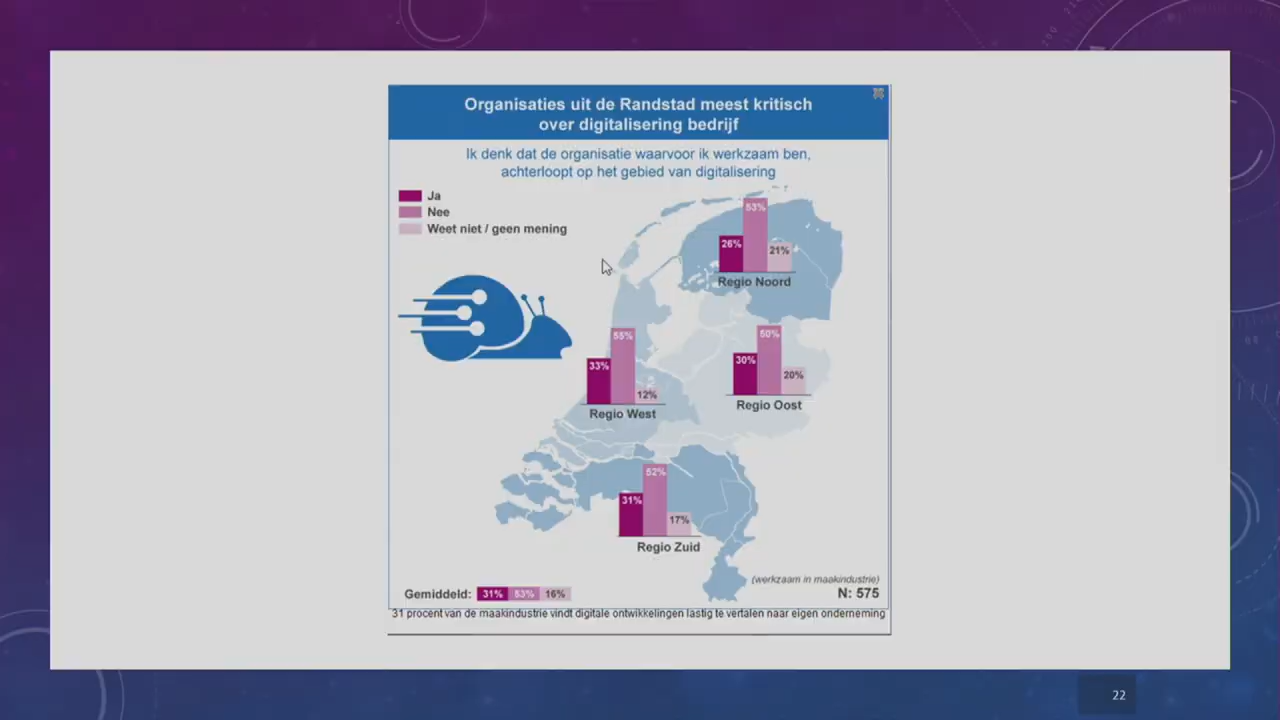 Organisaties uit de Randstad meest kritisch
over digitalisering bedrijf
Ik denk dat de organisatie waarvoor ik werkzaam ben,
achterloopt op het gebied van digitalisering
Ja
Nee
Weet niet / geen mening
53%
26%
21%
Regio Noord
55%
33%
12%
Regio West
50%
30%
20%
Regio Oost
52%
31%
17%
Regio Zuid
(werkzaam in maakindustrie)
Gemiddeld: 31% 53% 16%
N: 575
31 procent van de maakindustrie vindt digitale ontwikkelingen lastig te vertalen naar eigen onderneming
22